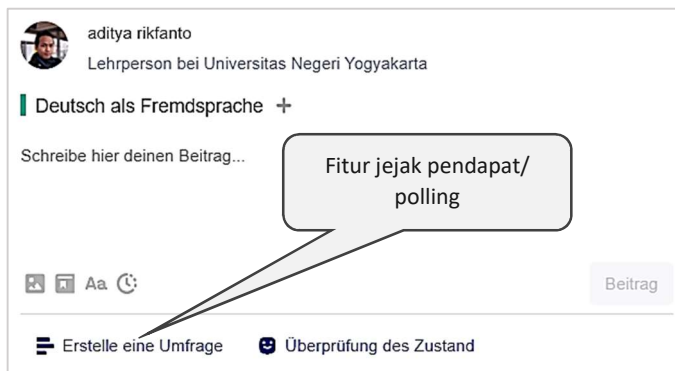 aditya rikfanto
Lehrperson bei Universitas Negeri Yogyakarta
Deutsch als Fremdsprache +
Schreibe hier deinen Beitrag...
Fitur jejak pendapat/
polling
Aa
Beitrag
Erstelle eine Umfrage
Überprüfung des Zustand